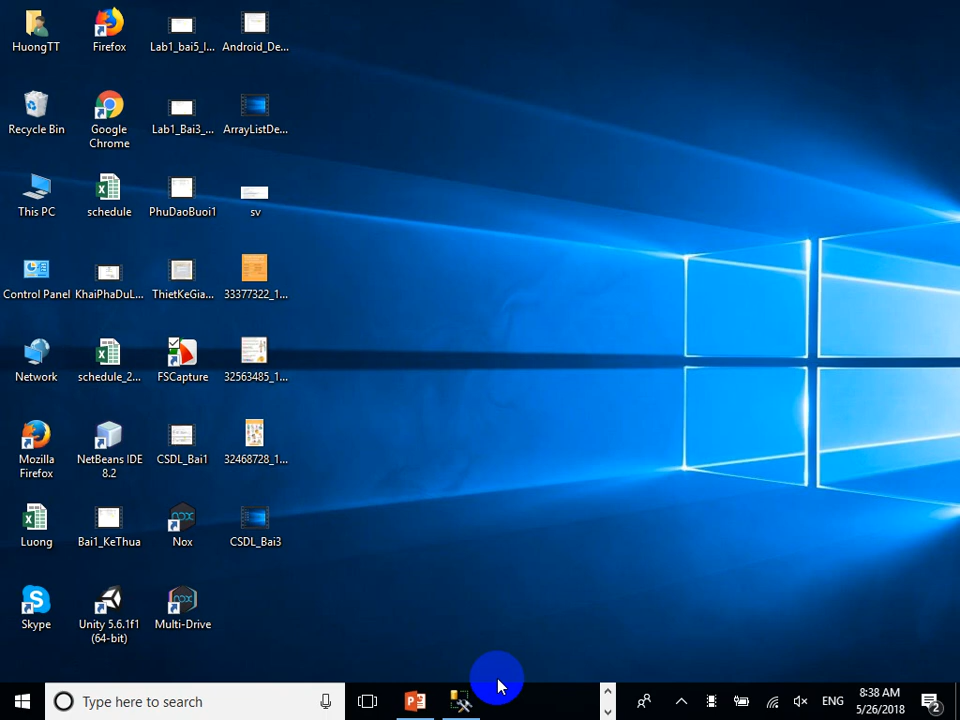 HuongTT
Firefox
Lab1_bai5_l...
Android_De...
Recycle Bin
Google
Chrome
Lab1_Bai3_...
ArrayListDe...
This PC
schedule
PhuDaoBuoi1
sv
Control Panel
KhaiPhaDuL...
ThietKeGia...
33377322_1...
Network
schedule_2...
FSCapture
32563485_1...
Mozilla
Firefox
NetBeans IDE
8.2
CSDL_Bai1
32468728_1...
Luong
Bai1_KeThua
Nox
CSDL_Bai3
Skype
Unity 5.6.1f1
(64-bit)
Multi-Drive
Type here to search
ENG
8:38 AM
5/26/2018
2